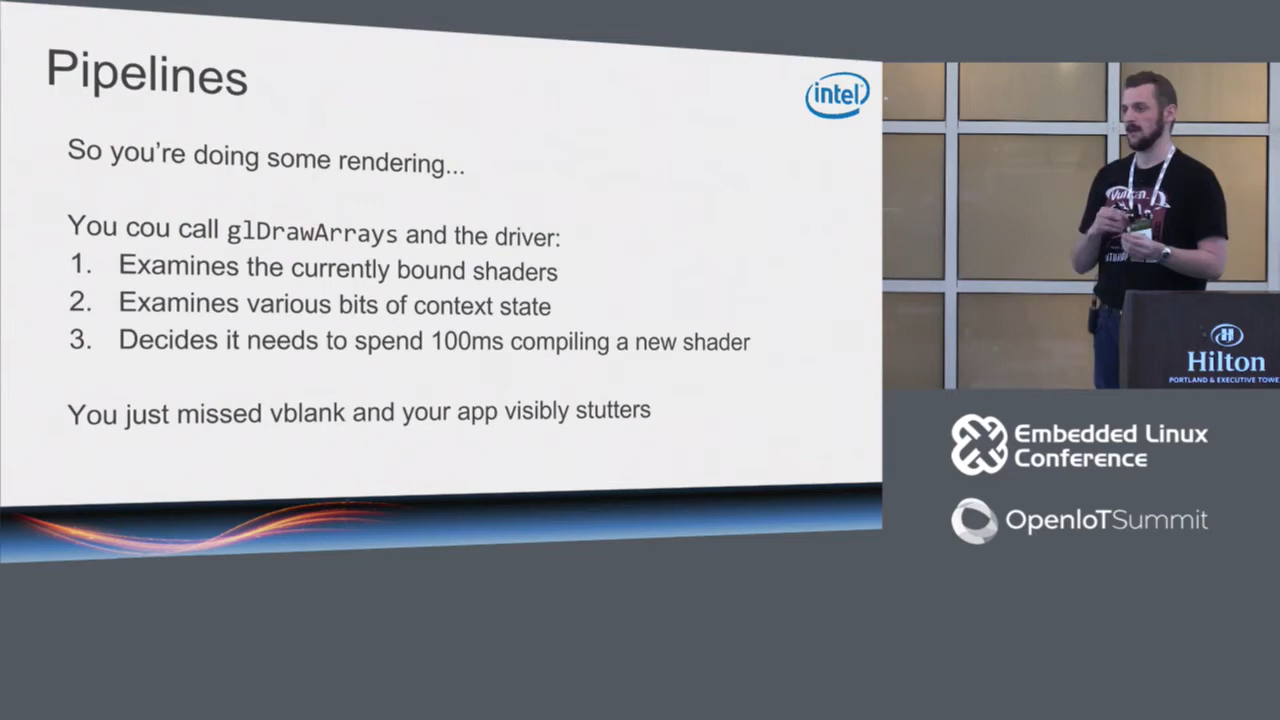 Pipelines
intel
So you're doing some rendering...
You cou call glDrawArrays and the driver:
1. Examines the currently bound shaders
2. Examines various bits of context state
3. Decides it needs to spend 100ms compiling a new shader
You just missed vblank and your app visibly stutters
Vulkan
Hilton
PORTLAND & EXECUTIVE TOWE
Embedded Linux
Conference
OpenIoTSummit